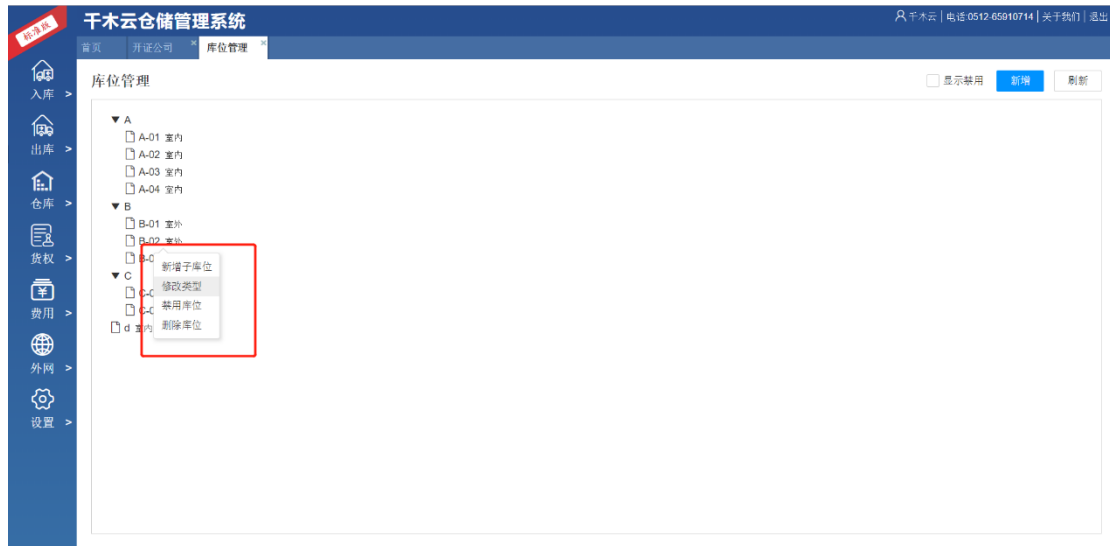 标准版
千木云仓储管理系统
千木云 | 电话:0512-65910714 | 关于我们 | 退出
首页 开证公司 × 库位管理 ×
库位管理
显示禁用 新增 刷新
入库 >
出库 >
仓库 >
货权 >
费用 >
外网 >
设置 >
▼ A
A-01 室内
A-02 室内
A-03 室内
A-04 室内
▼ B
B-01 室外
B-02 室外
▼ C
d 室内
新增子库位
修改类型
禁用库位
删除库位